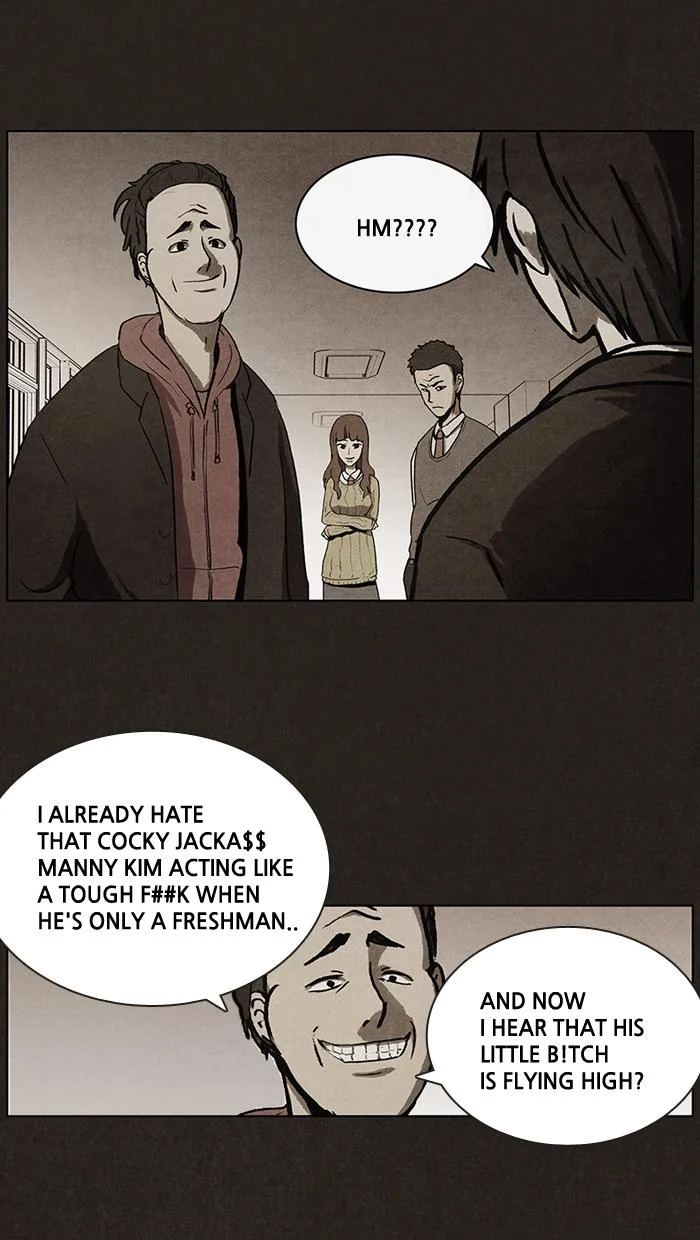 HM????
I ALREADY HATE
THAT COCKY JACKA$$
MANNY KIM ACTING LIKE
A TOUGH F##K WHEN
HE'S ONLY A FRESHMAN..
AND NOW
I HEAR THAT HIS
LITTLE B!TCH
IS FLYING HIGH?